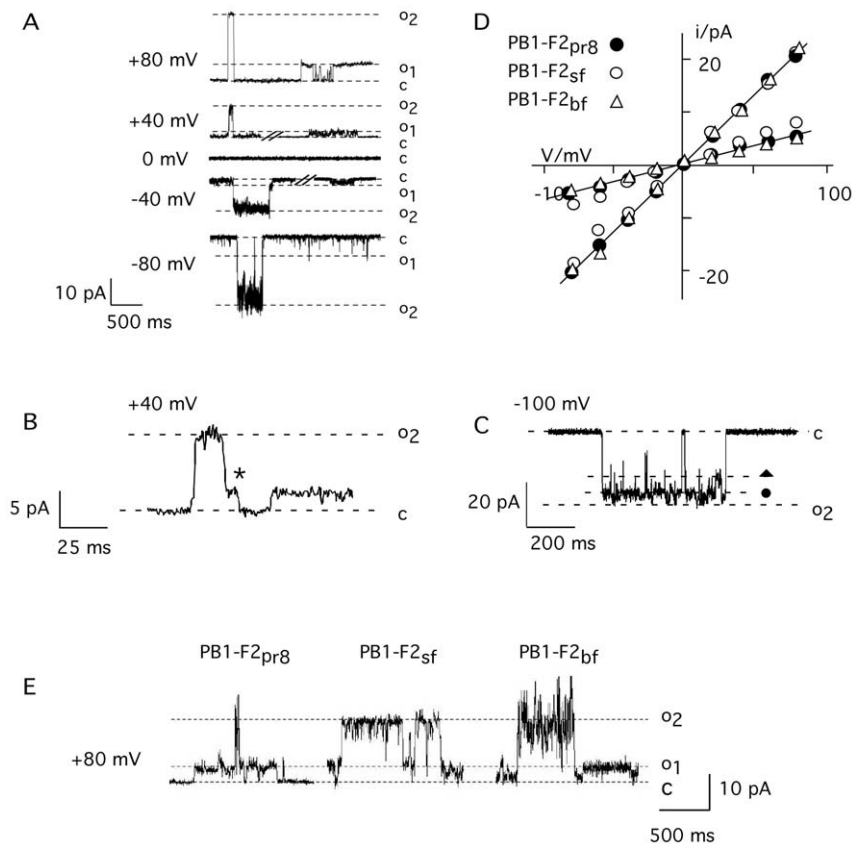 A
+80 mV
o2
o1
c
+40 mV
o2
o1
c
0 mV
c
c
-40 mV
o1
o2
c
-80 mV
o1
o2
10 pA
500 ms
D
i/pA
PB1-F2pr8
PB1-F2sf
PB1-F2bf
20
V/mV
-100
100
-20
B
+40 mV
o2
*
c
5 pA
25 ms
C
-100 mV
c
o2
20 pA
200 ms
E
PB1-F2pr8 PB1-F2sf PB1-F2bf
+80 mV
o2
o1
c
10 pA
500 ms